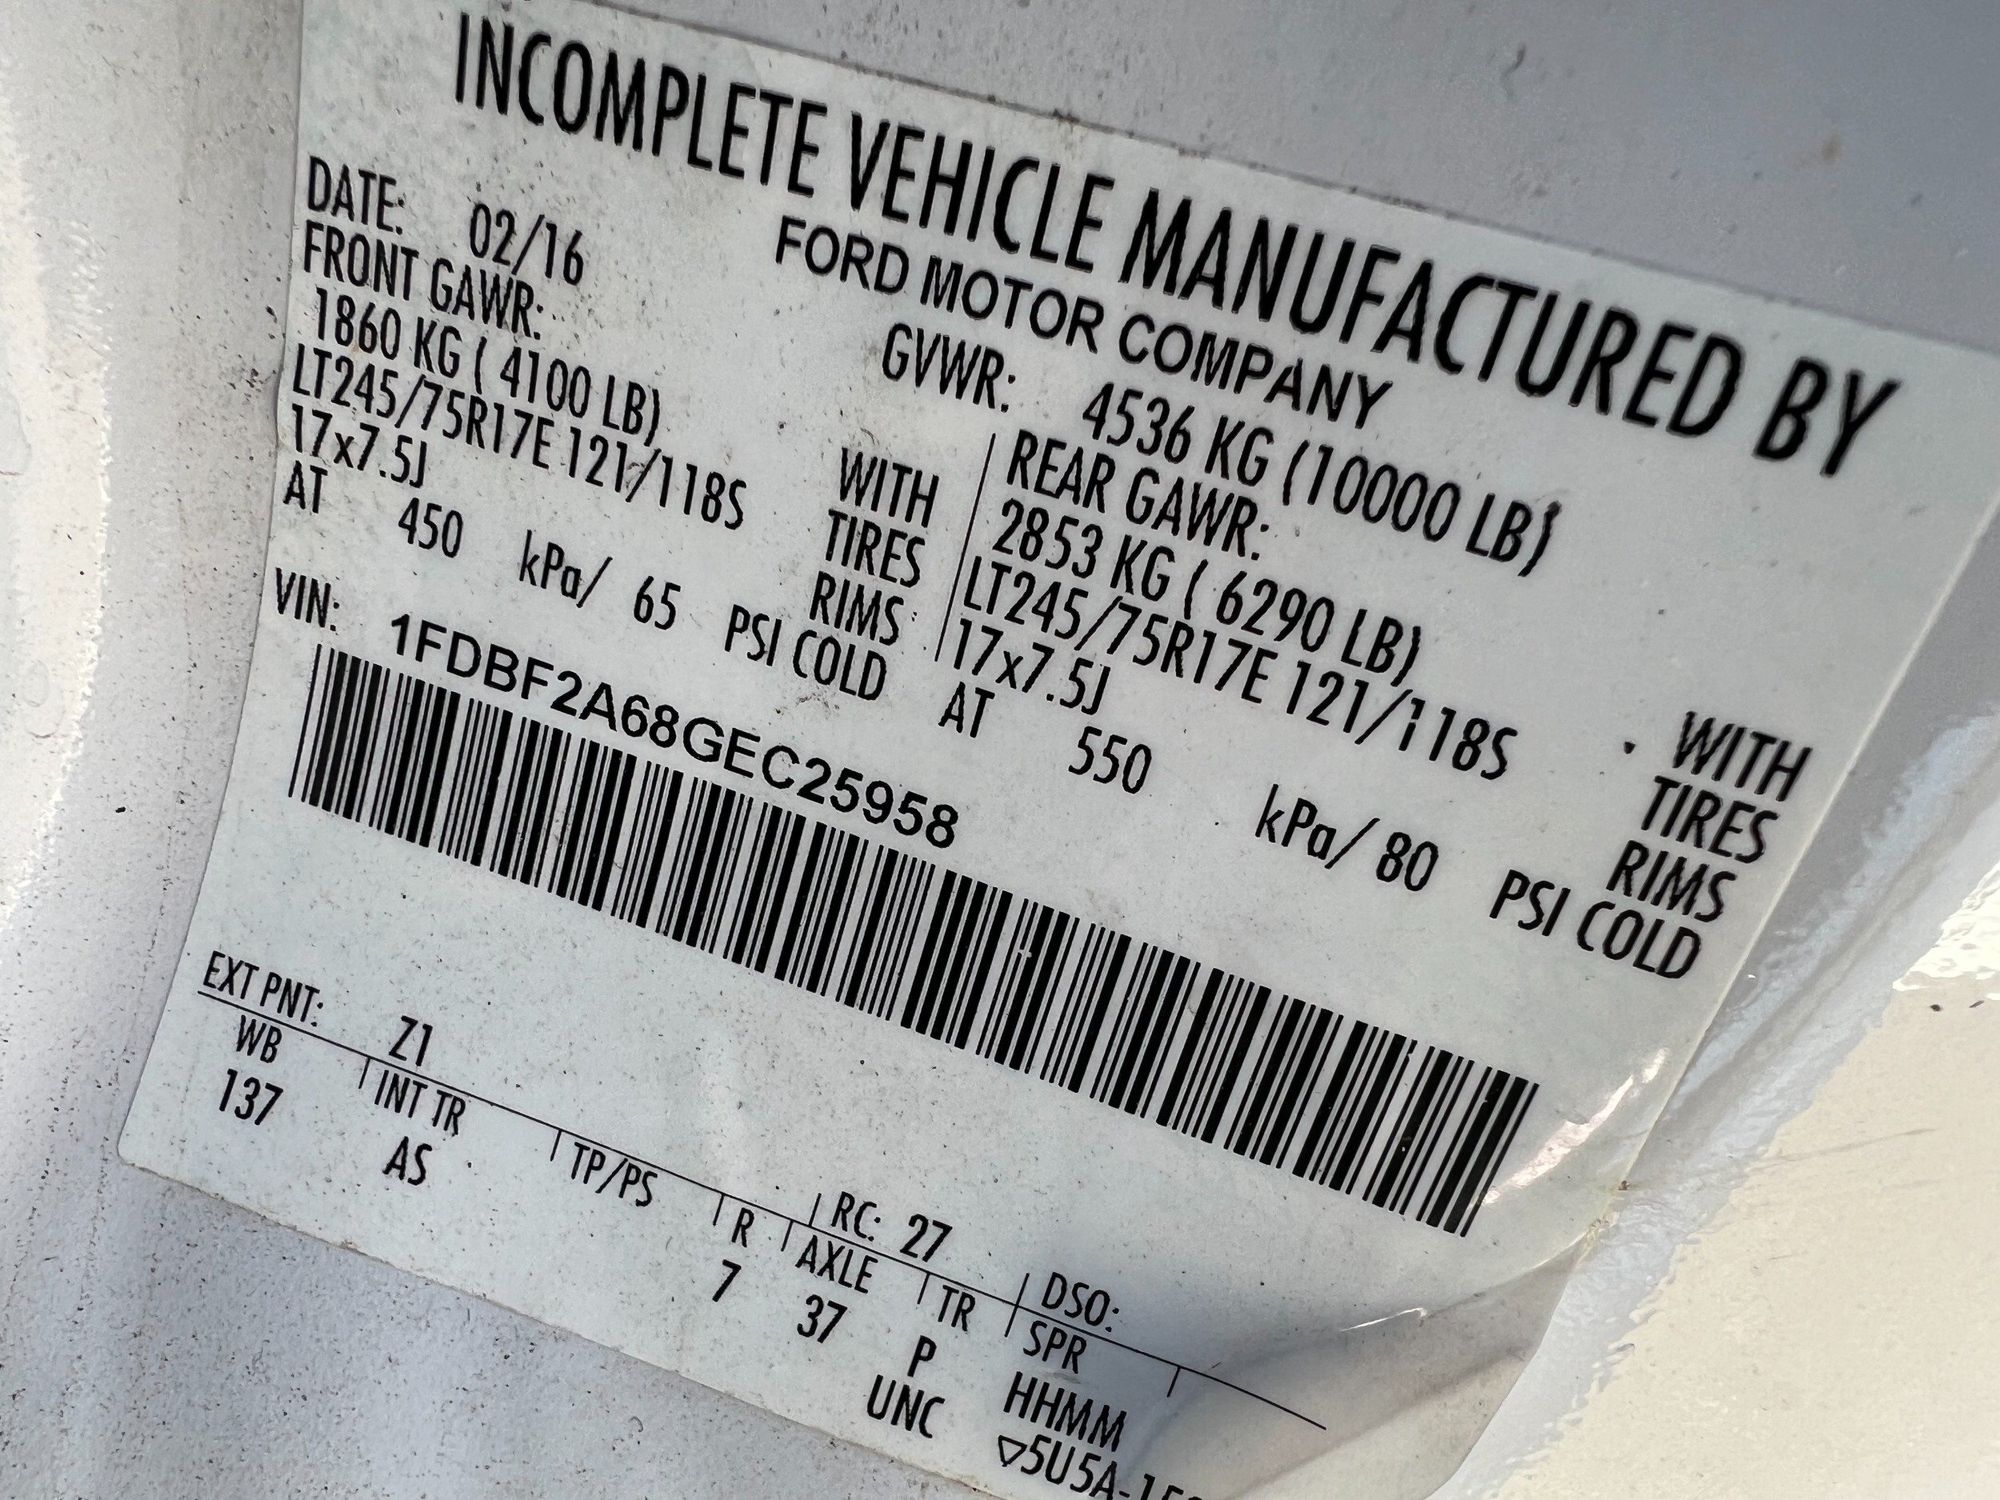 INCOMPLETE VEHICLE MANUFACTURED BY
FORD MOTOR COMPANY
DATE: 02/16 GVWR: 4536 KG (10000 LB)
FRONT GAWR: REAR GAWR:
1860 KG ( 4100 LB) WITH 2853 KG ( 6290 LB) WITH
LT245/75R17E 121/118S TIRES LT245/75R17E 121/118S TIRES
17x7.5J RIMS 17x7.5J RIMS
AT 450 kPa/ 65 PSI COLD AT 550 kPa/ 80 PSI COLD
VIN: 1FDBF2A68GEC25958
EXT PNT: Z1 RC: 27 DSO:
WB INT TR TP/PS R AXLE TR SPR
137 AS 7 37 P HHMM
UNC ▽5U5A-